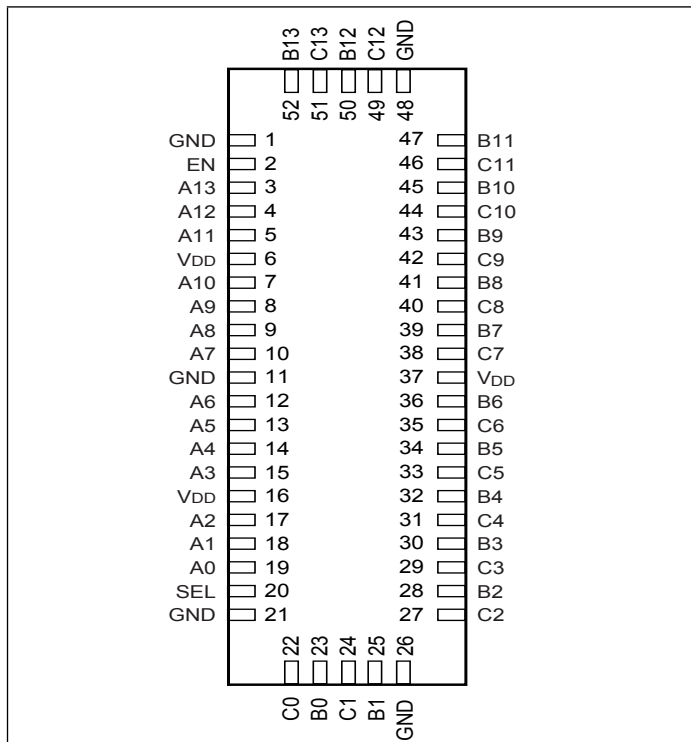 B13 C13 B12 C12 GND
52 51 50 49 48
GND 1 47 B11
EN 2 46 C11
A13 3 45 B10
A12 4 44 C10
A11 5 43 B9
VDD 6 42 C9
A10 7 41 B8
A9 8 40 C8
A8 9 39 B7
A7 10 38 C7
GND 11 37 VDD
A6 12 36 B6
A5 13 35 C6
A4 14 34 B5
A3 15 33 C5
VDD 16 32 B4
A2 17 31 C4
A1 18 30 B3
A0 19 29 C3
SEL 20 28 B2
GND 21 27 C2
22 23 24 25 26
C0 B0 C1 B1 GND